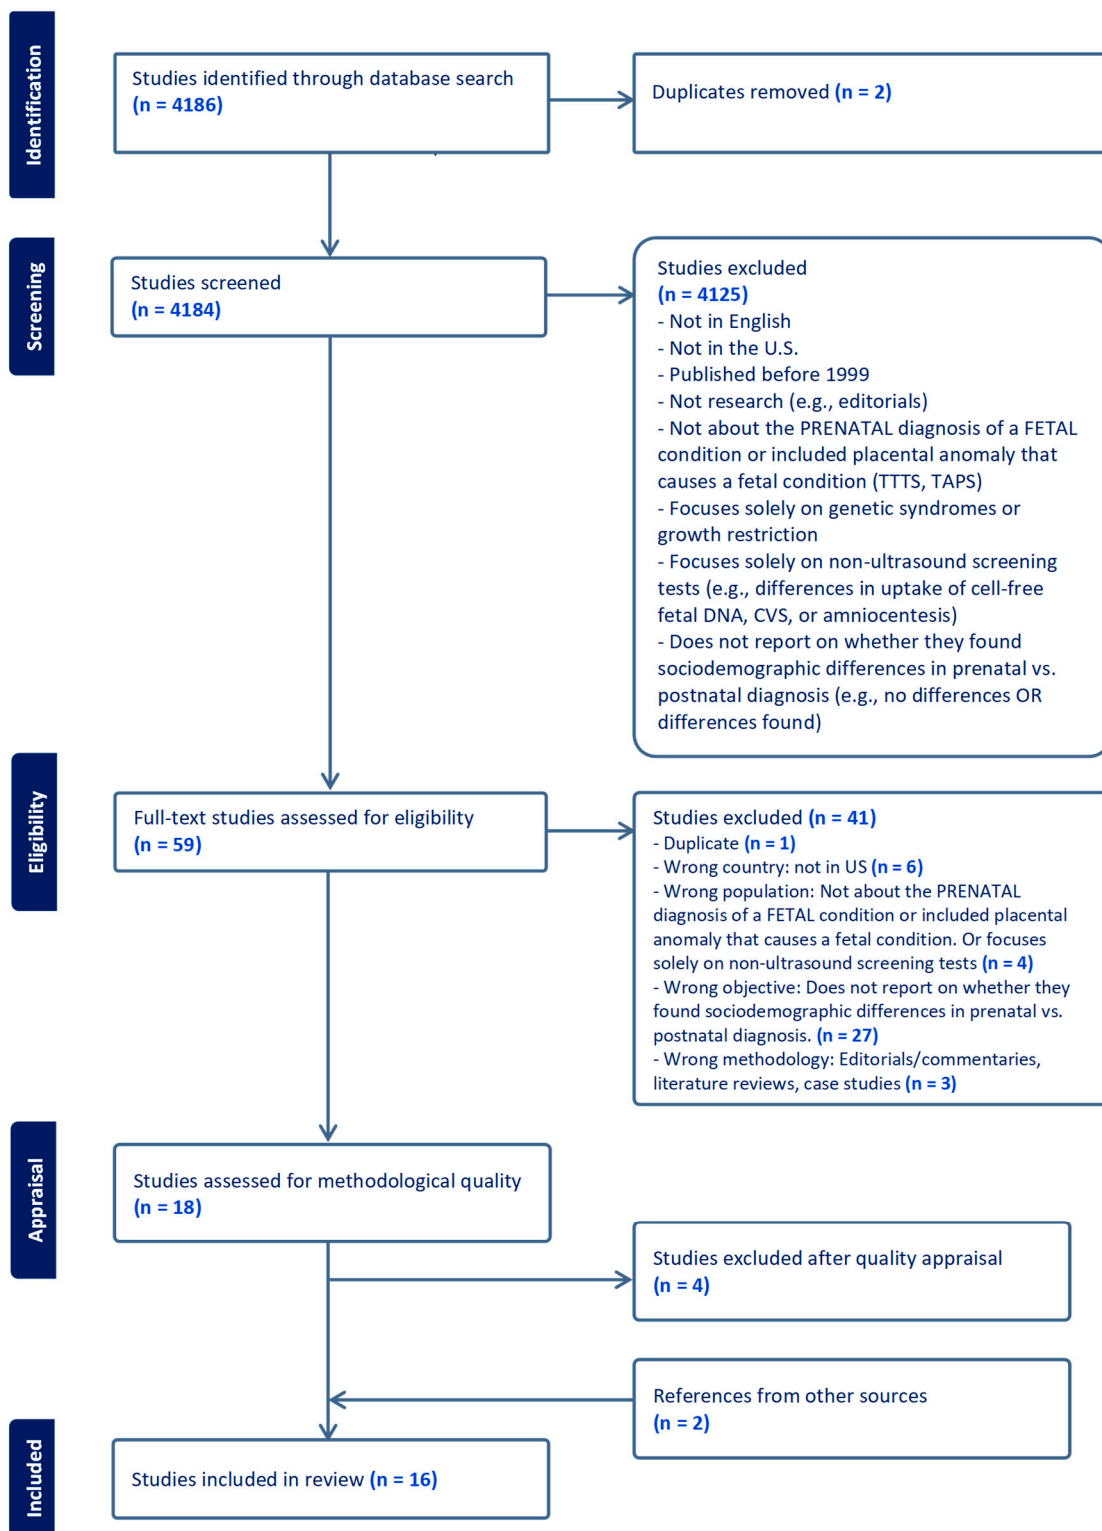 Identification
Studies identified through database search
(n = 4186)
Duplicates removed (n = 2)
Screening
Studies screened
(n = 4184)
Studies excluded
(n = 4125)
- Not in English
- Not in the U.S.
- Published before 1999
- Not research (e.g., editorials)
- Not about the PRENATAL diagnosis of a FETAL
condition or included placental anomaly that
causes a fetal condition (TTTS, TAPS)
- Focuses solely on genetic syndromes or
growth restriction
- Focuses solely on non-ultrasound screening
tests (e.g., differences in uptake of cell-free
fetal DNA, CVS, or amniocentesis)
- Does not report on whether they found
sociodemographic differences in prenatal vs.
postnatal diagnosis (e.g., no differences OR
differences found)
Eligibility
Full-text studies assessed for eligibility
(n = 59)
Studies excluded (n = 41)
- Duplicate (n = 1)
- Wrong country: not in US (n = 6)
- Wrong population: Not about the PRENATAL
diagnosis of a FETAL condition or included placental
anomaly that causes a fetal condition. Or focuses
solely on non-ultrasound screening tests (n = 4)
- Wrong objective: Does not report on whether they
found sociodemographic differences in prenatal vs.
postnatal diagnosis. (n = 27)
- Wrong methodology: Editorials/commentaries,
literature reviews, case studies (n = 3)
Appraisal
Studies assessed for methodological quality
(n = 18)
Studies excluded after quality appraisal
(n = 4)
References from other sources
(n = 2)
Included
Studies included in review (n = 16)